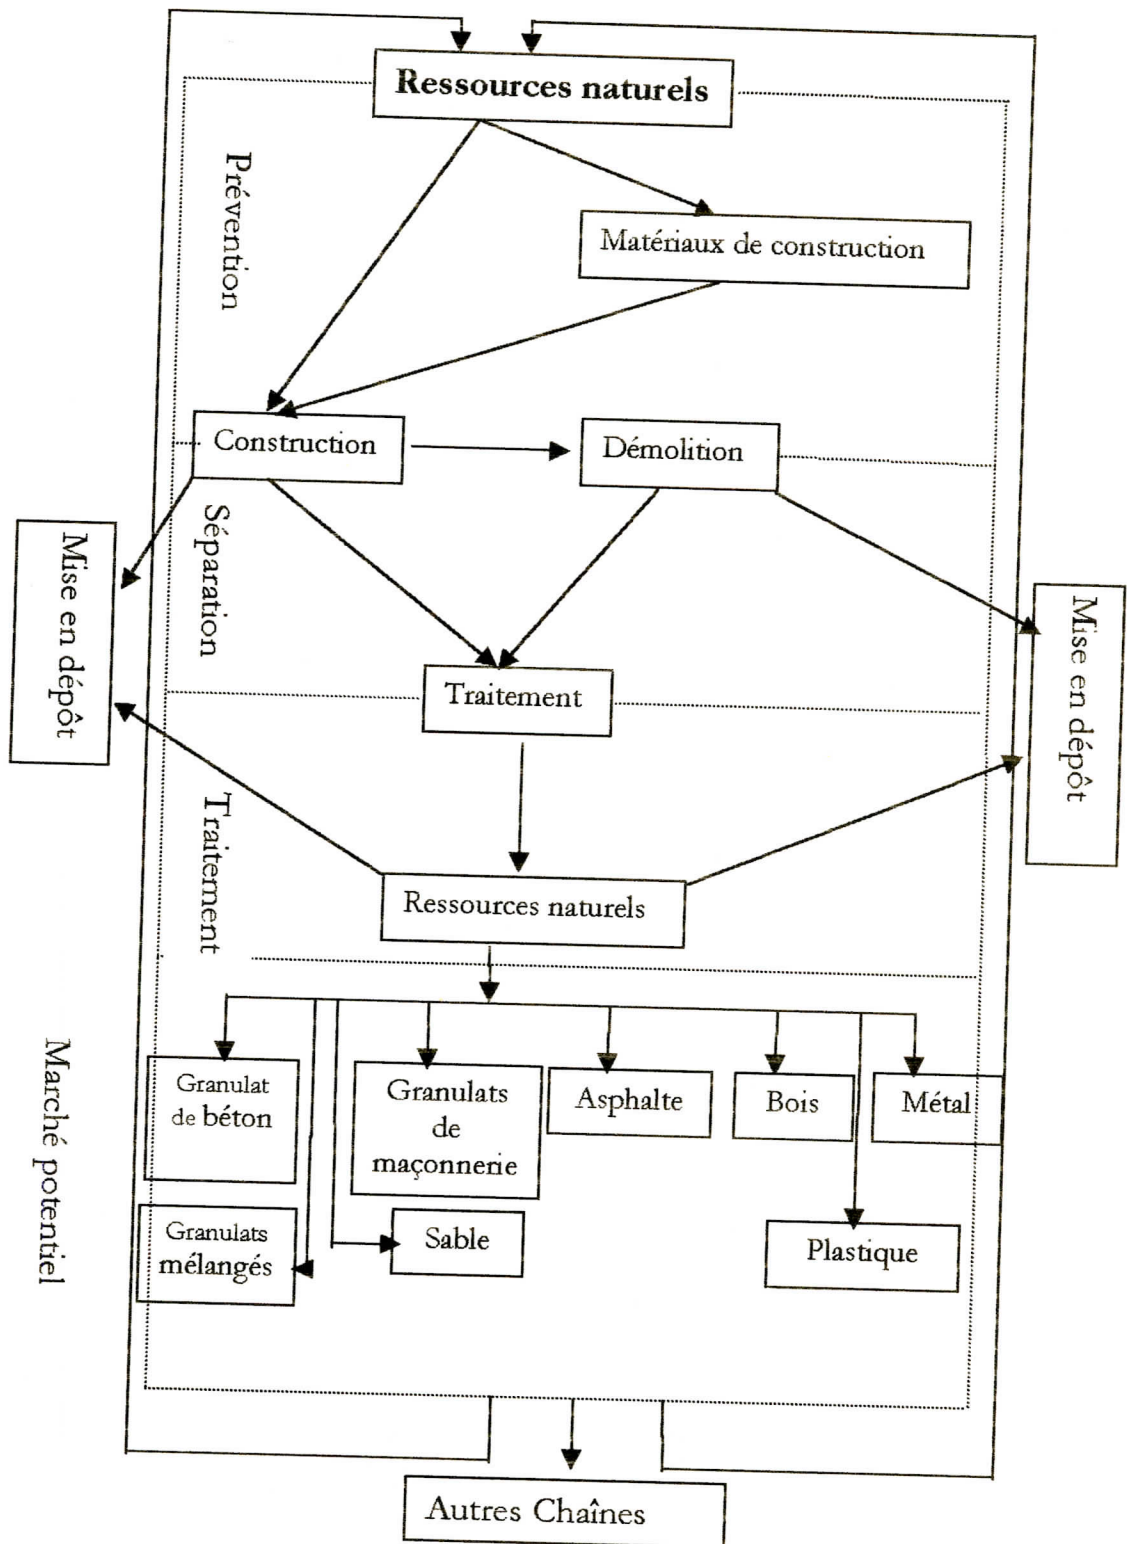 Ressources naturels
Prévention
Matériaux de construction
Construction
Démolition
Séparation
Mise en dépôt
Mise en dépôt
Traitement
Traitement
Ressources naturels
Marché potentiel
Granulat
de béton
Granulats
de
maçonnerie
Asphalte
Bois
Métal
Granulats
mélangés
Sable
Plastique
Autres Chaînes